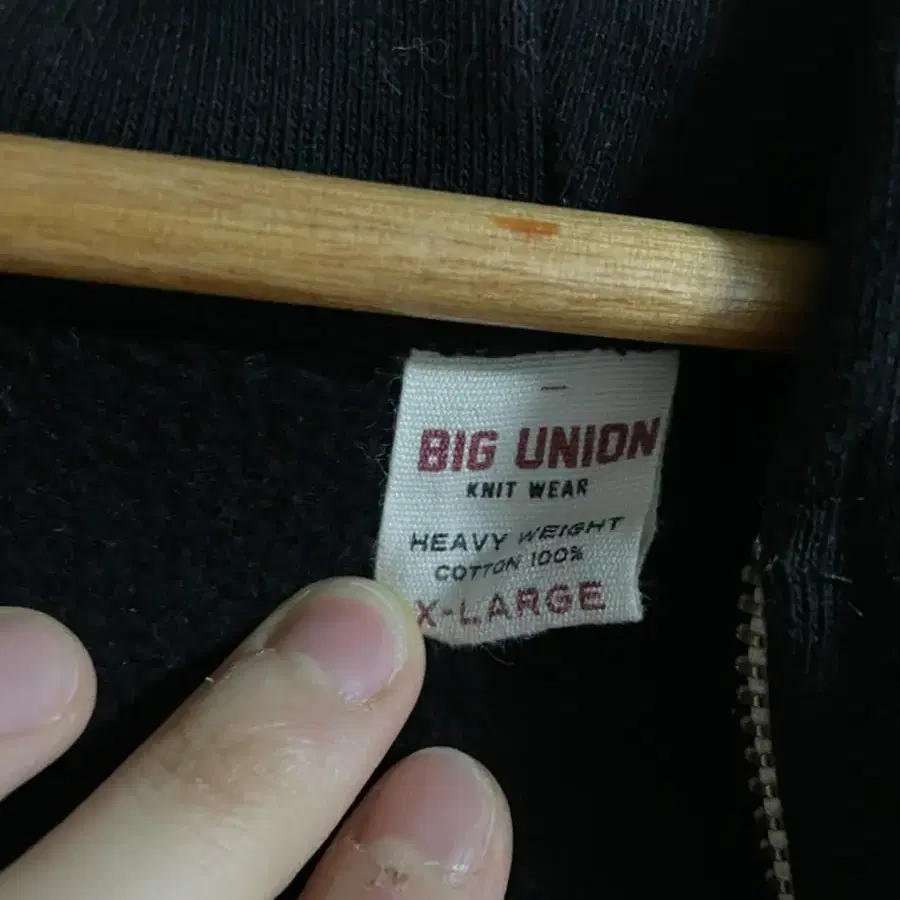 BIG UNION
KNIT WEAR
HEAVY WEIGHT
COTTON 100%
X-LARGE